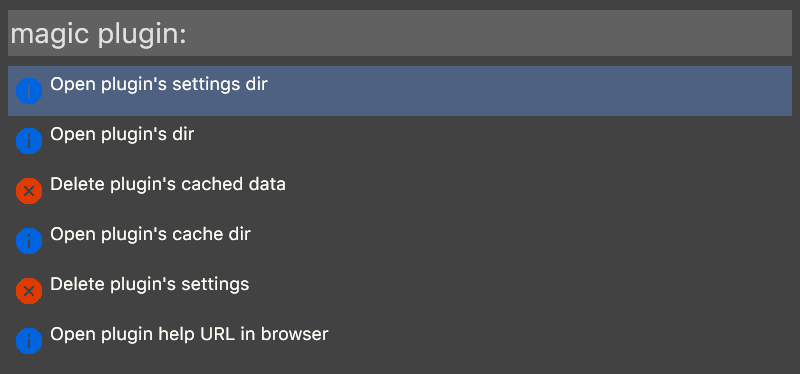 magic plugin:
Open plugin's settings dir
Open plugin's dir
Delete plugin's cached data
Open plugin's cache dir
Delete plugin's settings
Open plugin help URL in browser